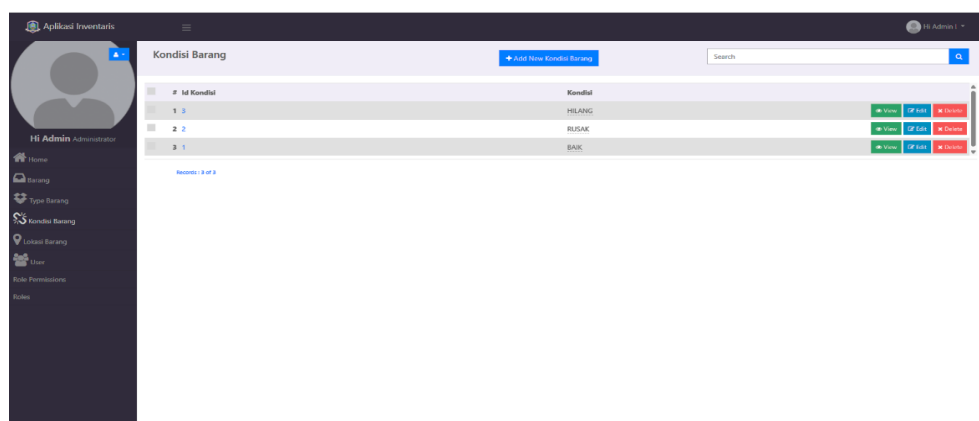 Aplikasi Inventaris
Hi Admin !
Kondisi Barang
+ Add New Kondisi Barang
Search
# Id Kondisi Kondisi
1 3 HILANG View Edit Delete
2 2 RUSAK View Edit Delete
3 1 BAIK View Edit Delete
Records : 3 of 3
Hi Admin Administrator
Home
Barang
Type Barang
Kondisi Barang
Lokasi Barang
User
Role Permissions
Roles